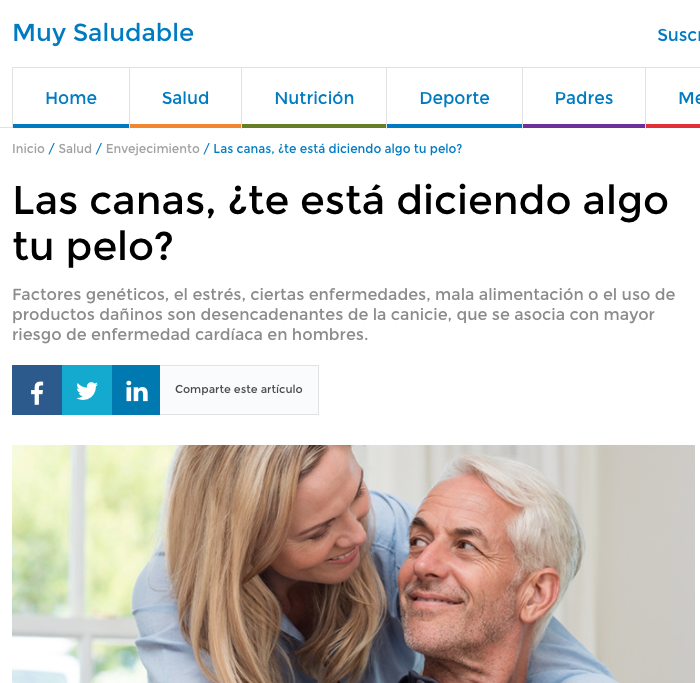 Muy Saludable
Home
Salud
Nutrición
Deporte
Padres
Inicio / Salud / Envejecimiento / Las canas, ¿te está diciendo algo tu pelo?
Las canas, ¿te está diciendo algo
tu pelo?
Factores genéticos, el estrés, ciertas enfermedades, mala alimentación o el uso de
productos dañinos son desencadenantes de la canicie, que se asocia con mayor
riesgo de enfermedad cardíaca en hombres.
f
in
Comparte este artículo